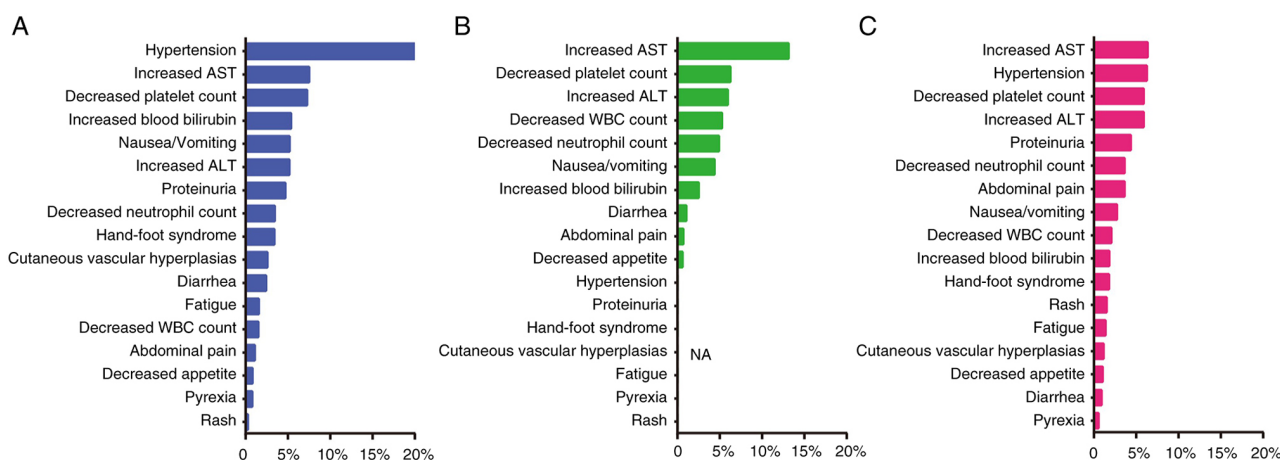 A
Hypertension
Increased AST
Decreased platelet count
Increased blood bilirubin
Nausea/Vomiting
Increased ALT
Proteinuria
Decreased neutrophil count
Hand-foot syndrome
Cutaneous vascular hyperplasias
Diarrhea
Fatigue
Decreased WBC count
Abdominal pain
Decreased appetite
Pyrexia
Rash
0 5% 10% 15% 20%
B
Increased AST
Decreased platelet count
Increased ALT
Decreased WBC count
Decreased neutrophil count
Nausea/vomiting
Increased blood bilirubin
Diarrhea
Abdominal pain
Decreased appetite
Hypertension
Proteinuria
Hand-foot syndrome
Cutaneous vascular hyperplasias
NA
Fatigue
Pyrexia
Rash
0 5% 10% 15% 20%
C
Increased AST
Hypertension
Decreased platelet count
Increased ALT
Proteinuria
Decreased neutrophil count
Abdominal pain
Nausea/vomiting
Decreased WBC count
Increased blood bilirubin
Hand-foot syndrome
Rash
Fatigue
Cutaneous vascular hyperplasias
Decreased appetite
Diarrhea
Pyrexia
0 5% 10% 15% 20%